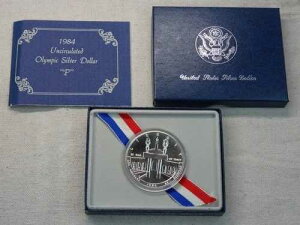 1984
Uncirculated
Olympic Silver Dollar
"P"
United States Silver Dollar